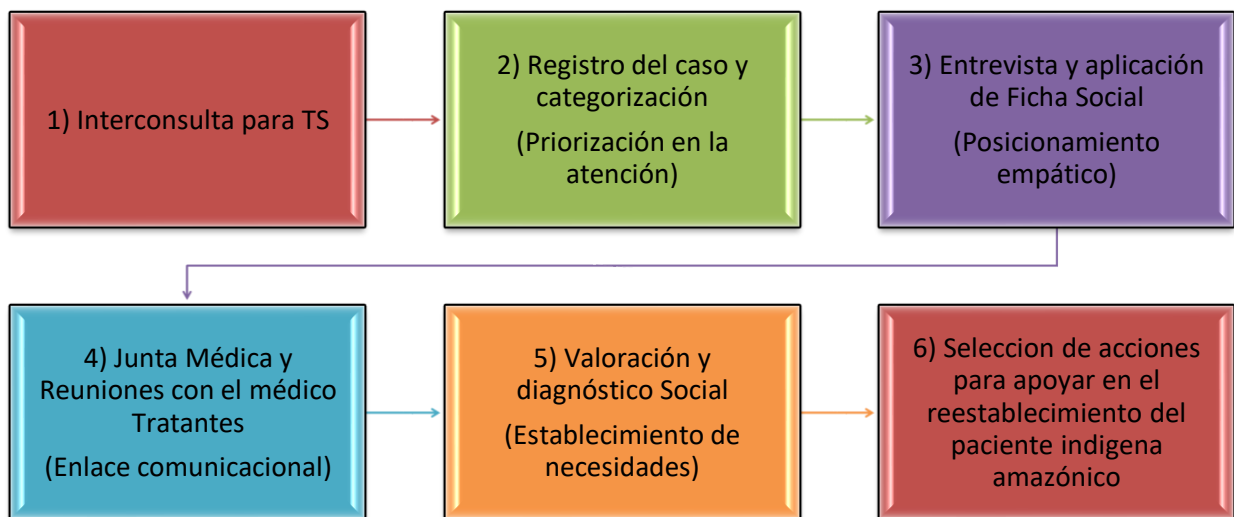 1) Interconsulta para TS
2) Registro del caso y
categorización
(Priorización en la
atención)
3) Entrevista y aplicación
de Ficha Social
(Posicionamiento
empático)
4) Junta Médica y
Reuniones con el médico
Tratantes
(Enlace comunicacional)
5) Valoración y
diagnóstico Social
(Establecimiento de
necesidades)
6) Seleccion de acciones
para apoyar en el
reestablecimiento del
paciente indigena
amazónico